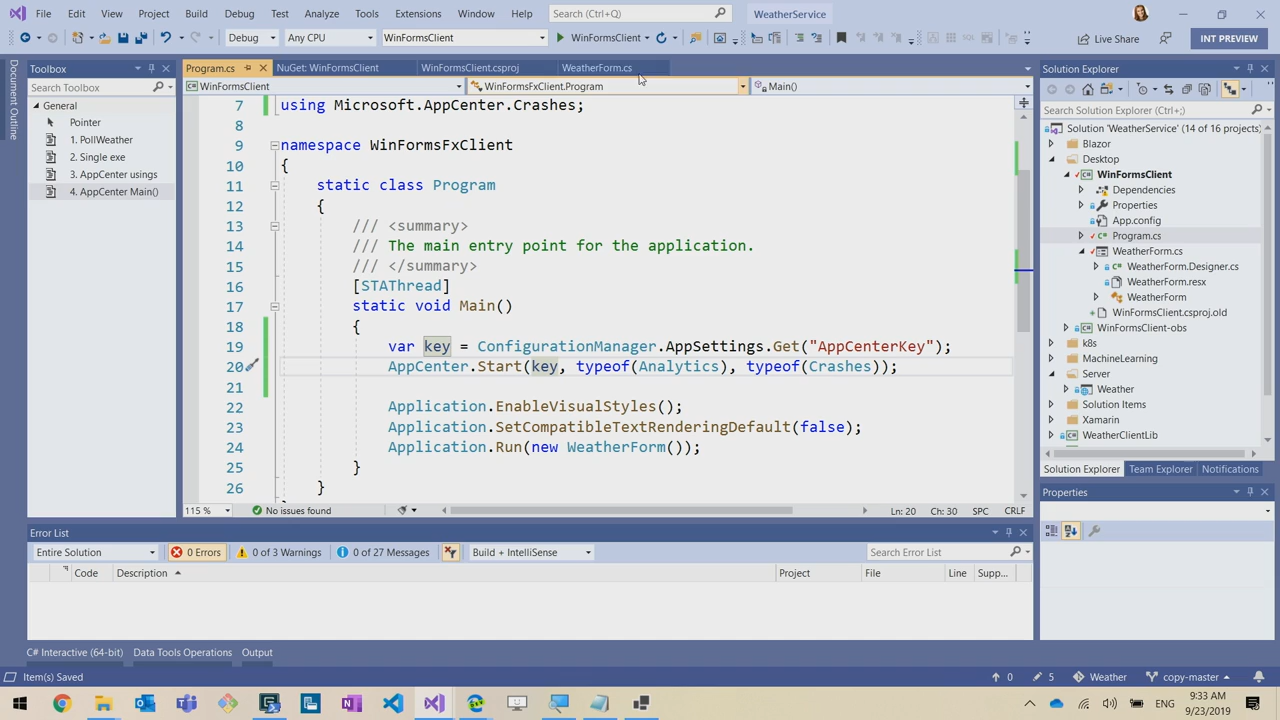 File Edit View Project Build Debug Test Analyze Tools Extensions Window Help Search (Ctrl+Q) WeatherService
Debug Any CPU WinFormsClient WinFormsClient Live Share INT PREVIEW
Document Outline
Toolbox
Search Toolbox
General
Pointer
1. PollWeather
2. Single exe
3. AppCenter usings
4. AppCenter Main()
Program.cs NuGet: WinFormsClient WinFormsClient.csproj WeatherForm.cs
WinFormsClient WinFormsFxClient.Program Main()
7 using Microsoft.AppCenter.Crashes;
8
9 namespace WinFormsFxClient
10 {
11 static class Program
12 {
13 /// <summary>
14 /// The main entry point for the application.
15 /// </summary>
16 [STAThread]
17 static void Main()
18 {
19 var key = ConfigurationManager.AppSettings.Get("AppCenterKey");
20 AppCenter.Start(key, typeof(Analytics), typeof(Crashes));
21
22 Application.EnableVisualStyles();
23 Application.SetCompatibleTextRenderingDefault(false);
24 Application.Run(new WeatherForm());
25 }
26 }
115 % No issues found Ln: 20 Ch: 30 SPC CRLF
Solution Explorer
Search Solution Explorer (Ctrl+;)
Solution 'WeatherService' (14 of 16 projects)
Blazor
Desktop
WinFormsClient
Dependencies
Properties
App.config
Program.cs
WeatherForm.cs
WeatherForm.Designer.cs
WeatherForm.resx
WeatherForm
WinFormsClient.csproj.old
WinFormsClient-obs
k8s
MachineLearning
Server
Weather
Solution Items
Xamarin
WeatherClientLib
Solution Explorer Team Explorer Notifications
Properties
Error List
Entire Solution 0 Errors 0 of 3 Warnings 0 of 27 Messages Build + IntelliSense Search Error List
Code Description Project File Line Supp...
C# Interactive (64-bit) Data Tools Operations Output
Item(s) Saved 0 5 Weather copy-master
ENG 9:33 AM
9/23/2019